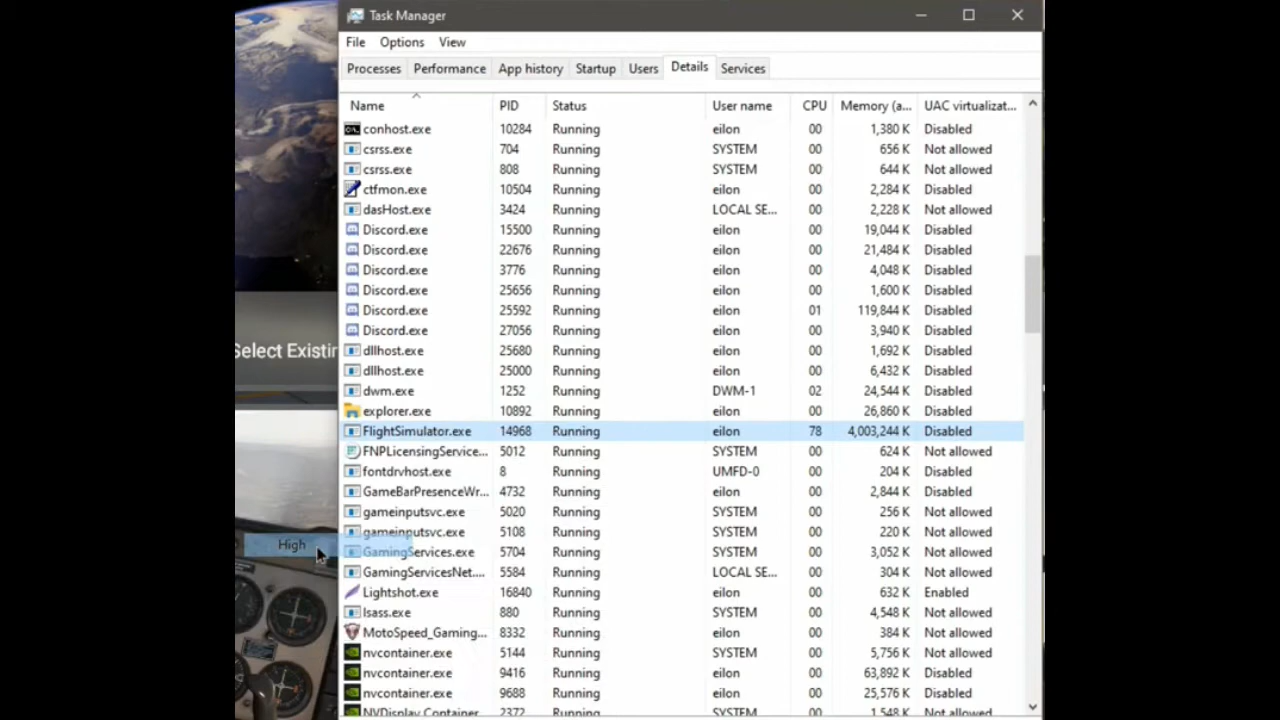 Task Manager
File Options View
Processes Performance App history Startup Users Details Services
Name PID Status User name CPU Memory (a... UAC virtualizat...
conhost.exe 10284 Running eilon 00 1,380 K Disabled
csrss.exe 704 Running SYSTEM 00 656 K Not allowed
csrss.exe 808 Running SYSTEM 00 644 K Not allowed
ctfmon.exe 10504 Running eilon 00 2,284 K Disabled
dasHost.exe 3424 Running LOCAL SE... 00 2,228 K Not allowed
Discord.exe 15500 Running eilon 00 19,044 K Disabled
Discord.exe 22676 Running eilon 00 21,484 K Disabled
Discord.exe 3776 Running eilon 00 4,048 K Disabled
Discord.exe 25656 Running eilon 00 1,600 K Disabled
Discord.exe 25592 Running eilon 01 119,844 K Disabled
Discord.exe 27056 Running eilon 00 3,940 K Disabled
Select Existin
dllhost.exe 25680 Running eilon 00 1,692 K Disabled
dllhost.exe 25000 Running eilon 00 6,432 K Disabled
dwm.exe 1252 Running DWM-1 02 24,544 K Disabled
explorer.exe 10892 Running eilon 00 26,860 K Disabled
FlightSimulator.exe 14968 Running eilon 78 4,003,244 K Disabled
FNPLicensingService... 5012 Running SYSTEM 00 624 K Not allowed
fontdrvhost.exe 8 Running UMFD-0 00 204 K Disabled
GameBarPresenceWr... 4732 Running eilon 00 2,844 K Disabled
gameinputsvc.exe 5020 Running SYSTEM 00 256 K Not allowed
gameinputsvc.exe 5108 Running SYSTEM 00 220 K Not allowed
High
GamingServices.exe 5704 Running SYSTEM 00 3,052 K Not allowed
GamingServicesNet.... 5584 Running LOCAL SE... 00 304 K Not allowed
Lightshot.exe 16840 Running eilon 00 632 K Enabled
lsass.exe 880 Running SYSTEM 00 4,548 K Not allowed
MotoSpeed_Gaming... 8332 Running eilon 00 384 K Not allowed
nvcontainer.exe 5144 Running SYSTEM 00 5,756 K Not allowed
nvcontainer.exe 9416 Running eilon 00 63,892 K Disabled
nvcontainer.exe 9688 Running eilon 00 25,576 K Disabled
NVDisplay.Container 2372 Running SYSTEM 00 1,548 K Not allowed